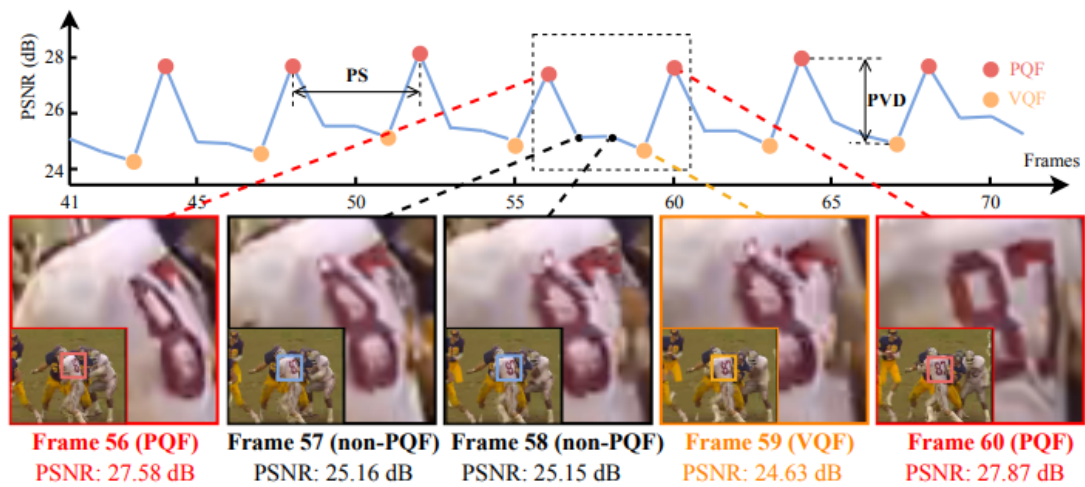 PSNR (dB)
28
26
24
PS
PVD
PQF
VQF
Frames
41
45
50
55
60
65
70
Frame 56 (PQF)
PSNR: 27.58 dB
Frame 57 (non-PQF)
PSNR: 25.16 dB
Frame 58 (non-PQF)
PSNR: 25.15 dB
Frame 59 (VQF)
PSNR: 24.63 dB
Frame 60 (PQF)
PSNR: 27.87 dB